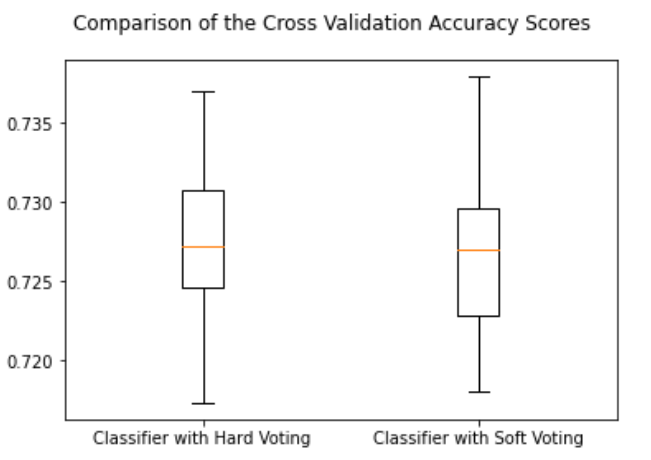 Comparison of the Cross Validation Accuracy Scores
0.735
0.730
0.725
0.720
Classifier with Hard Voting
Classifier with Soft Voting